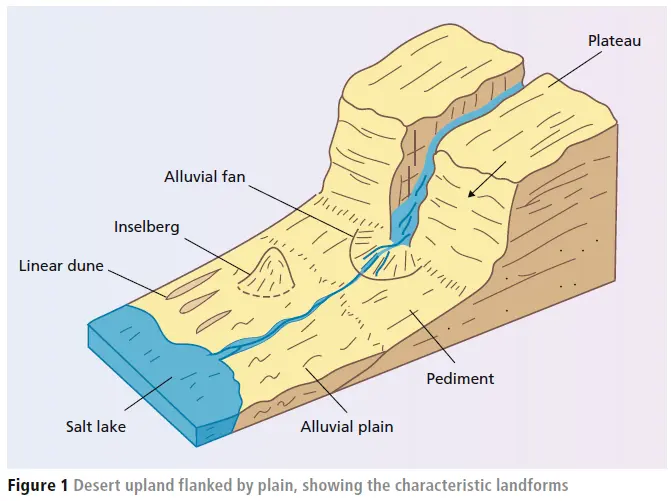 Plateau
Alluvial fan
Inselberg
Linear dune
Pediment
Salt lake
Alluvial plain
Figure 1 Desert upland flanked by plain, showing the characteristic landforms